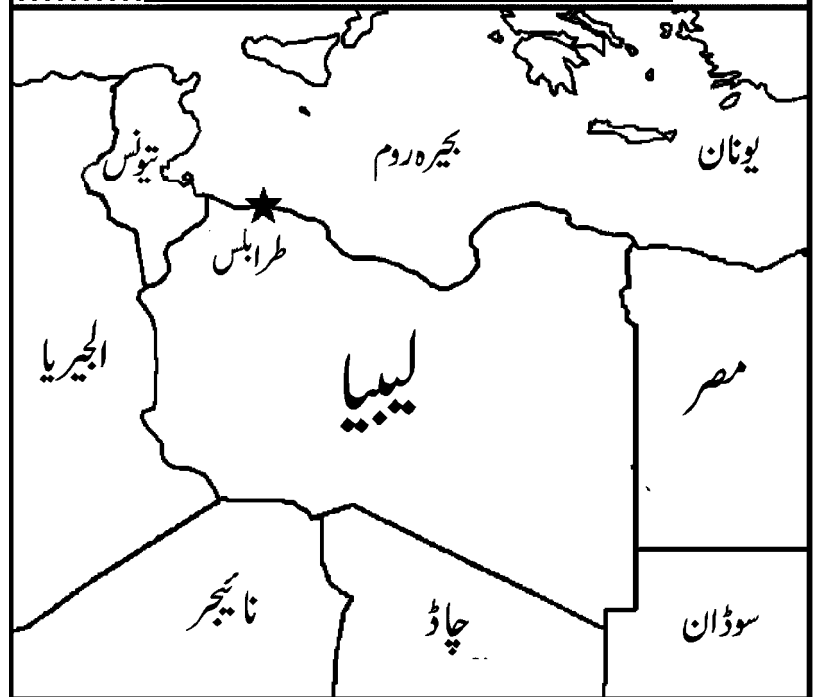 تیونس
بحیرہ روم
یونان
طرابلس
الجیریا
لیبیا
مصر
نائیجر
چاڈ
سوڈان